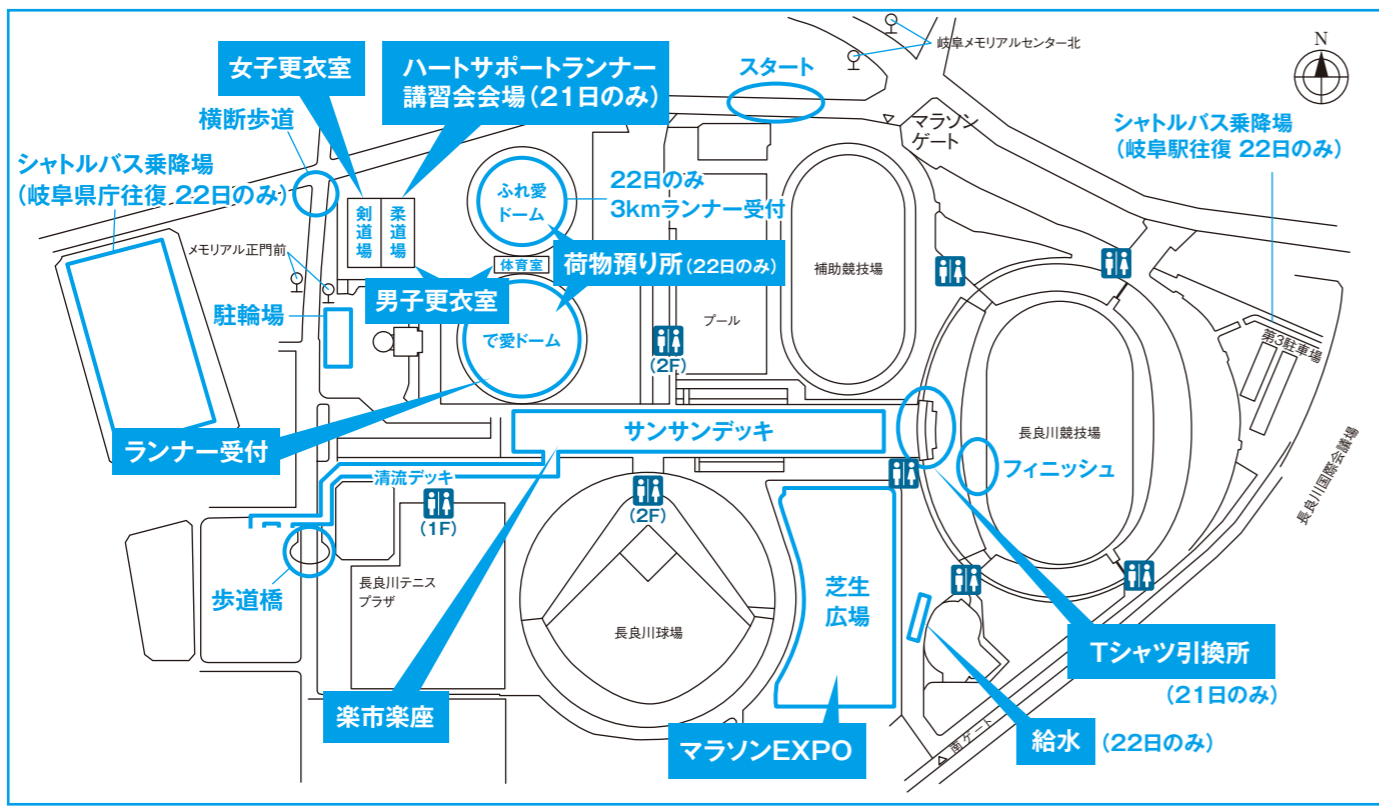 岐阜メモリアルセンター北
N
女子更衣室
ハートサポートランナー
講習会会場(21日のみ)
スタート
横断歩道
マラソン
ゲート
シャトルバス乗降場
(岐阜駅往復 22日のみ)
シャトルバス乗降場
(岐阜県庁往復 22日のみ)
ふれ愛
ドーム
22日のみ
3kmランナー受付
剣道場
柔道場
メモリアル正門前
体育室
荷物預り所(22日のみ)
補助競技場
男子更衣室
駐輪場
プール
で愛ドーム
(2F)
第3駐車場
サンサンデッキ
長良川競技場
ランナー受付
フィニッシュ
清流デッキ
長良川国際会議場
(1F)
(2F)
歩道橋
長良川テニス
プラザ
芝生
広場
長良川球場
Tシャツ引換所
(21日のみ)
楽市楽座
マラソンEXPO
南ゲート
給水(22日のみ)